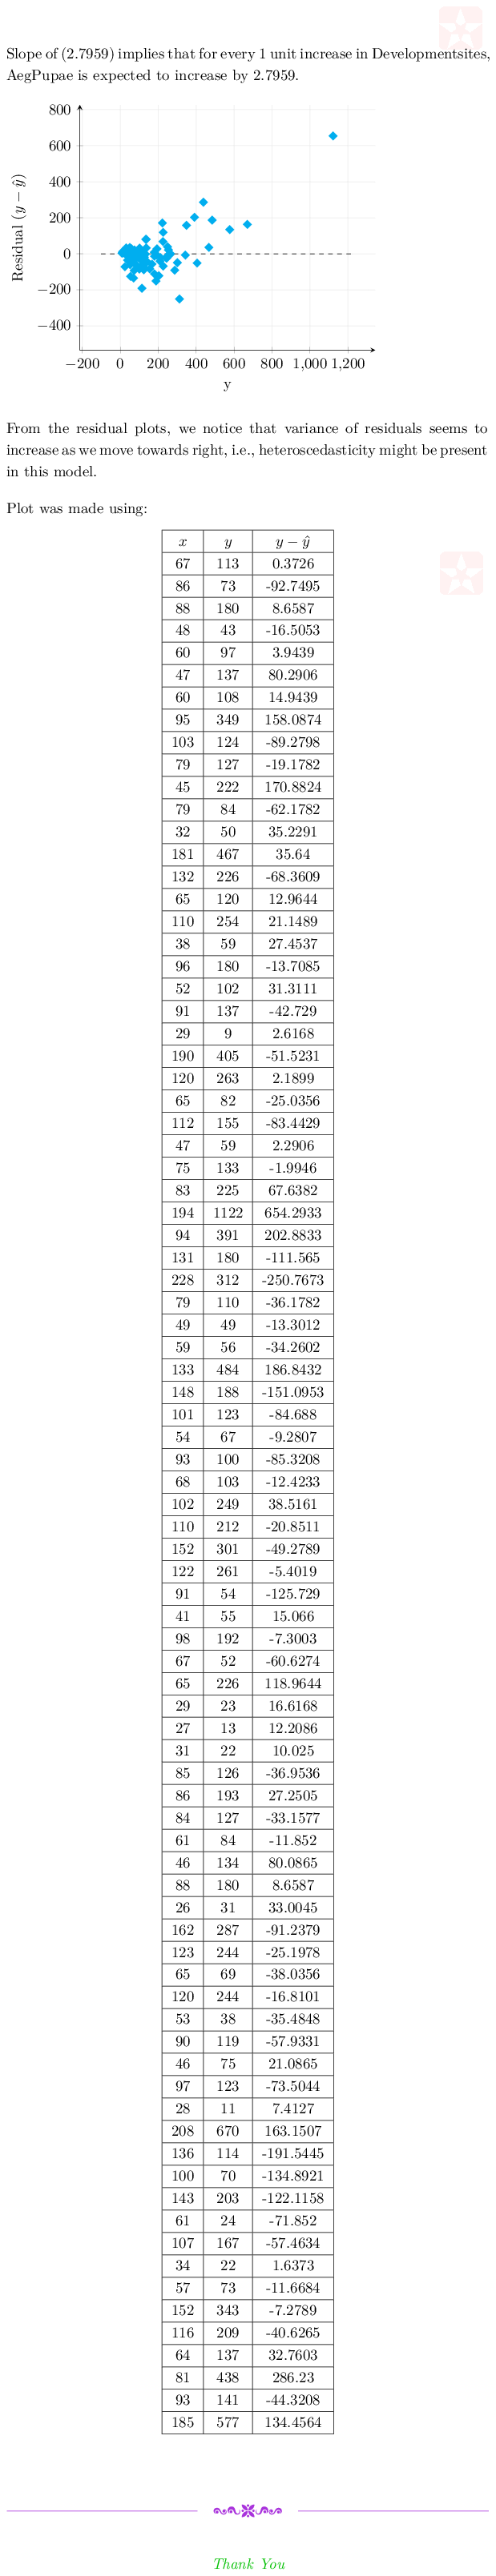 Slope of (2.7959) implies that for every 1 unit increase in Developmentsites,
AegPupae is expected to increase by 2.7959.
800
600
400
200
0
−200
−400
Residual (y − ŷ)
−200 0 200 400 600 800 1,000 1,200
y
From the residual plots, we notice that variance of residuals seems to
increase as we move towards right, i.e., heteroscedasticity might be present
in this model.
Plot was made using:
x y y − ŷ
67 113 0.3726
86 73 -92.7495
88 180 8.6587
48 43 -16.5053
60 97 3.9439
47 137 80.2906
60 108 14.9439
95 349 158.0874
103 124 -89.2798
79 127 -19.1782
45 222 170.8824
79 84 -62.1782
32 50 35.2291
181 467 35.64
132 226 -68.3609
65 120 12.9644
110 254 21.1489
38 59 27.4537
96 180 -13.7085
52 102 31.3111
91 137 -42.729
29 9 2.6168
190 405 -51.5231
120 263 2.1899
65 82 -25.0356
112 155 -83.4429
47 59 2.2906
75 133 -1.9946
83 225 67.6382
194 1122 654.2933
94 391 202.8833
131 180 -111.565
228 312 -250.7673
79 110 -36.1782
49 49 -13.3012
59 56 -34.2602
133 484 186.8432
148 188 -151.0953
101 123 -84.688
54 67 -9.2807
93 100 -85.3208
68 103 -12.4233
102 249 38.5161
110 212 -20.8511
152 301 -49.2789
122 261 -5.4019
91 54 -125.729
41 55 15.066
98 192 -7.3003
67 52 -60.6274
65 226 118.9644
29 23 16.6168
27 13 12.2086
31 22 10.025
85 126 -36.9536
86 193 27.2505
84 127 -33.1577
61 84 -11.852
46 134 80.0865
88 180 8.6587
26 31 33.0045
162 287 -91.2379
123 244 -25.1978
65 69 -38.0356
120 244 -16.8101
53 38 -35.4848
90 119 -57.9331
46 75 21.0865
97 123 -73.5044
28 11 7.4127
208 670 163.1507
136 114 -191.5445
100 70 -134.8921
143 203 -122.1158
61 24 -71.852
107 167 -57.4634
34 22 1.6373
57 73 -11.6684
152 343 -7.2789
116 209 -40.6265
64 137 32.7603
81 438 286.23
93 141 -44.3208
185 577 134.4564
Thank You